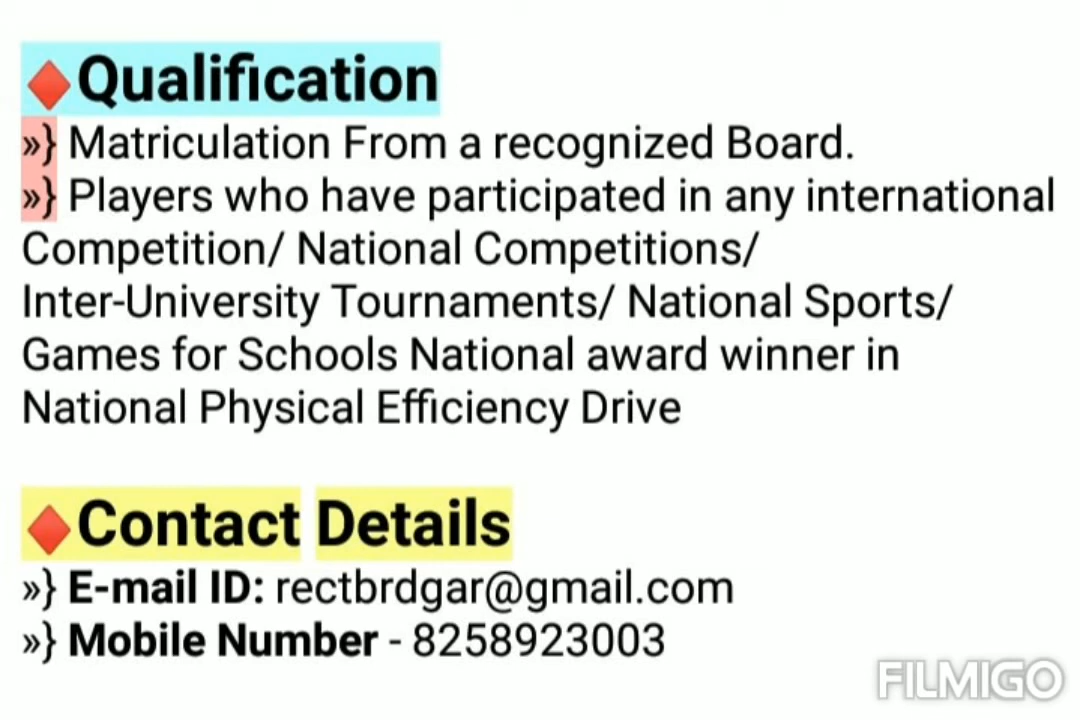 ♦Qualification
»} Matriculation From a recognized Board.
»} Players who have participated in any international
Competition/ National Competitions/
Inter-University Tournaments/ National Sports/
Games for Schools National award winner in
National Physical Efficiency Drive
♦Contact Details
»} E-mail ID: rectbrdgar@gmail.com
»} Mobile Number - 8258923003
FILMIGO